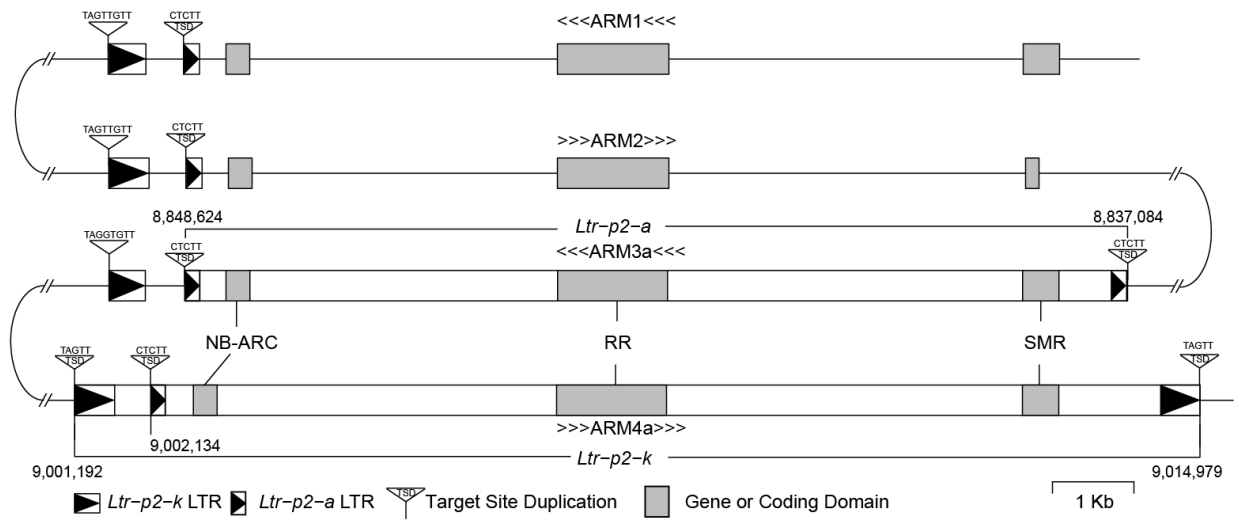 TAGTTGTT CTCTT <<<ARM1<<<
TSD
TAGTTGTT CTCTT >>>ARM2>>>
TSD
8,848,624 Ltr−p2−a 8,837,084
TAGGTGTT CTCTT <<<ARM3a<<< CTCTT
TSD TSD
NB-ARC RR SMR
TAGTT CTCTT TAGTT
TSD TSD TSD
>>>ARM4a>>>
9,002,134 Ltr−p2−k
9,001,192 9,014,979
Ltr−p2−k LTR Ltr−p2−a LTR TSD Target Site Duplication Gene or Coding Domain 1 Kb